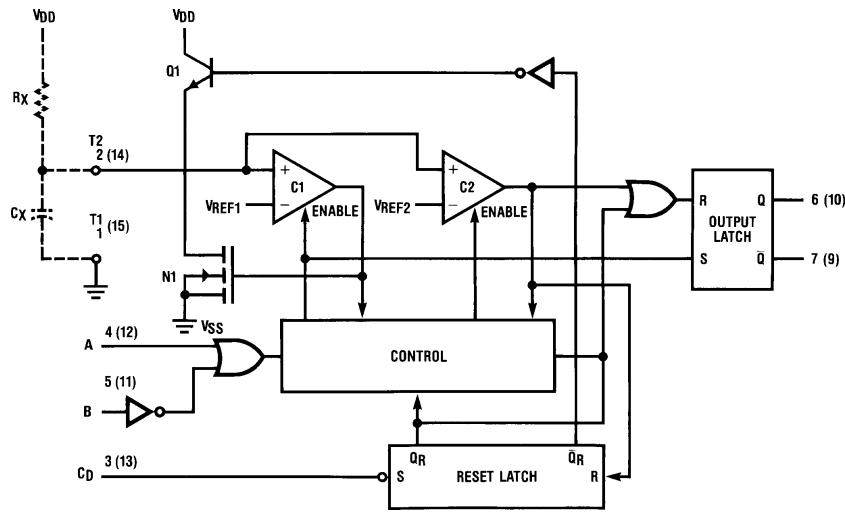 VDD
VDD
Q1
RX
T2
2 (14)
CX
T1
1 (15)
+
C1
−
VREF1
ENABLE
+
C2
−
VREF2
ENABLE
R
Q
6 (10)
OUTPUT
LATCH
S
Q̅
7 (9)
N1
VSS
4 (12)
A
CONTROL
5 (11)
B
QR
Q̅R
3 (13)
CD
S
RESET LATCH
R